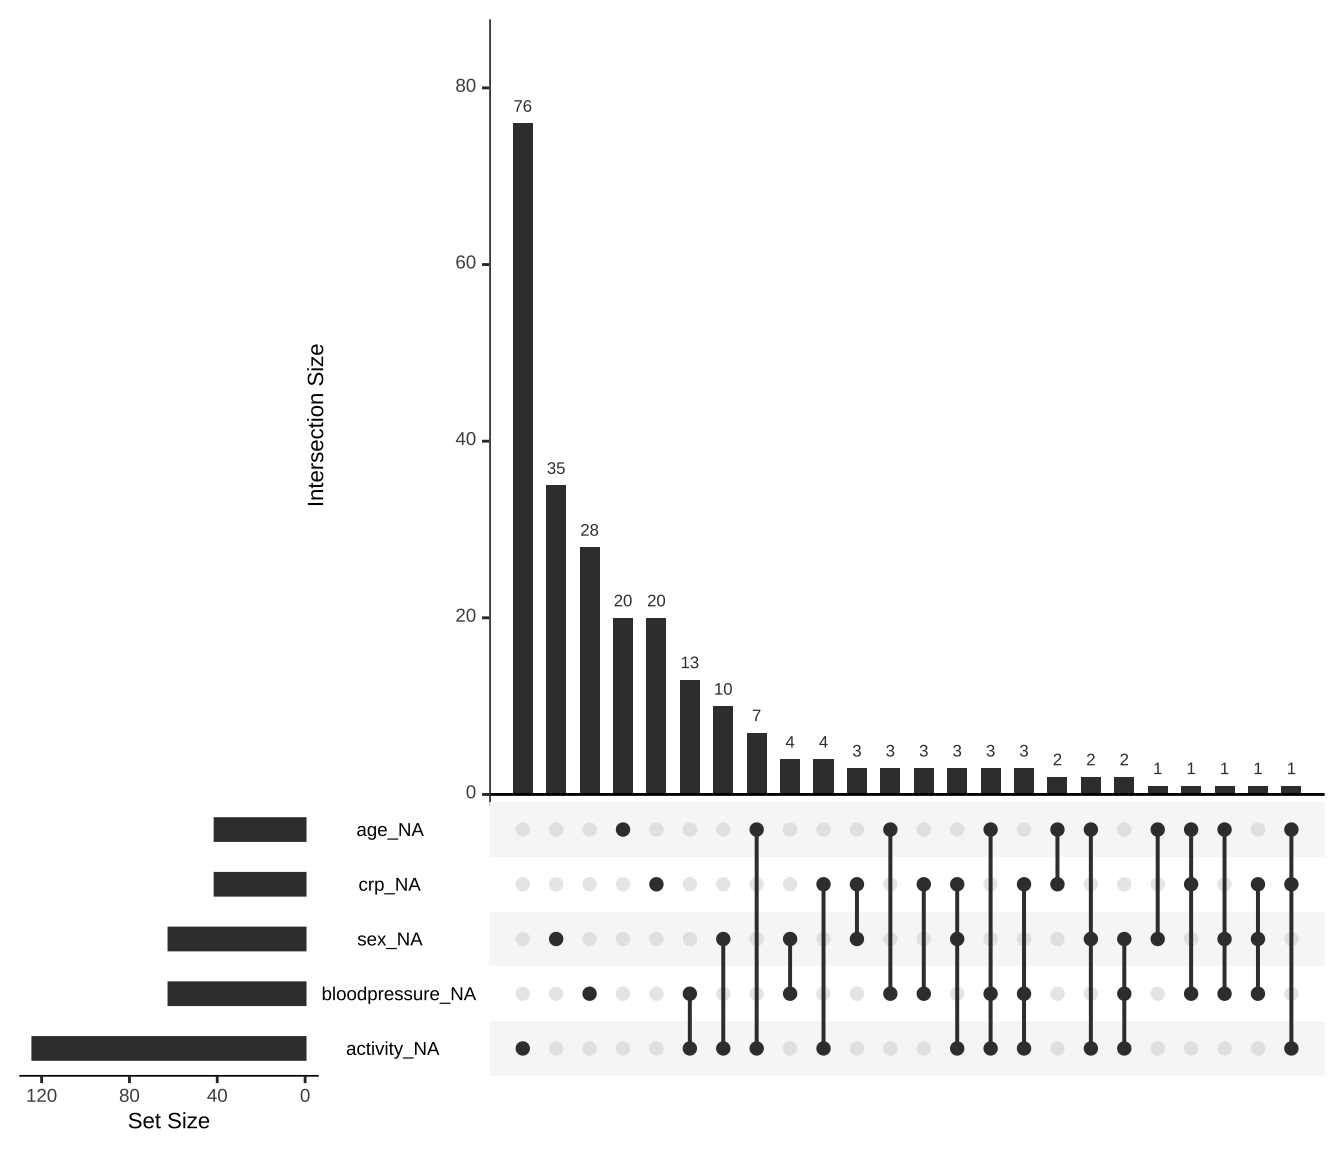 80
60
40
20
0
Intersection Size
76
35
28
20 20
13
10
7
4 4
3 3 3 3 3 3
2 2 2
1 1 1 1 1
age_NA
crp_NA
sex_NA
bloodpressure_NA
activity_NA
120 80 40 0
Set Size